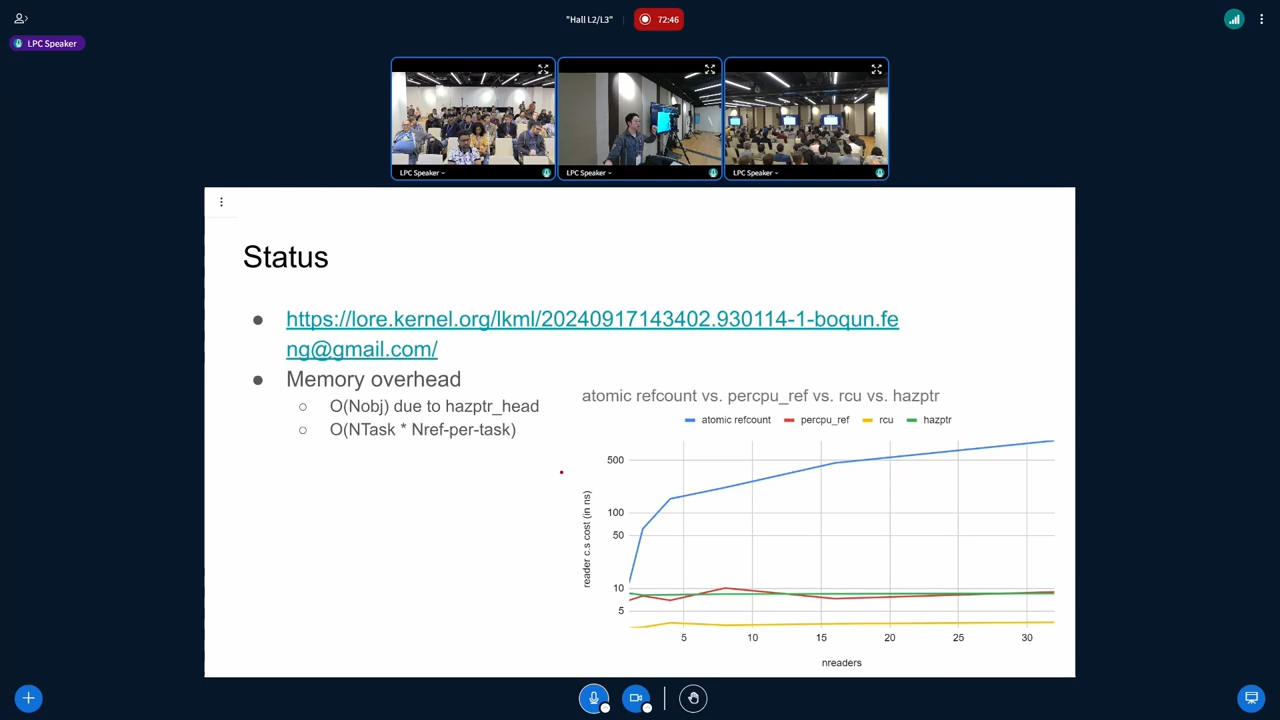 "Hall L2/L3"
72:46
LPC Speaker
LPC Speaker
LPC Speaker
LPC Speaker
Status
https://lore.kernel.org/lkml/20240917143402.930114-1-boqun.fe
ng@gmail.com/
Memory overhead
O(Nobj) due to hazptr_head
O(NTask * Nref-per-task)
atomic refcount vs. percpu_ref vs. rcu vs. hazptr
atomic refcount percpu_ref rcu hazptr
reader c.s cost (in ns)
500
100
50
10
5
5 10 15 20 25 30
nreaders